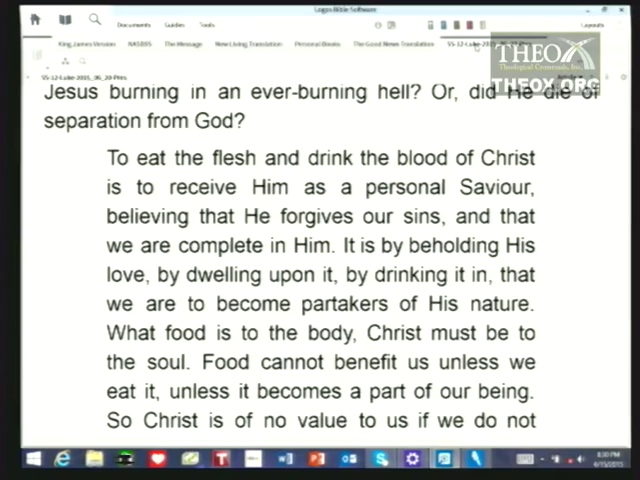 Logos Bible Software
Documents Guides Tools Layouts
King James Version NASB95 The Message New Living Translation Personal Books The Good News Translation
THEOX
Theological Crossroads, Inc.
THEOX.ORG
Jesus burning in an ever-burning hell? Or, did He die of
separation from God?
To eat the flesh and drink the blood of Christ
is to receive Him as a personal Saviour,
believing that He forgives our sins, and that
we are complete in Him. It is by beholding His
love, by dwelling upon it, by drinking it in, that
we are to become partakers of His nature.
What food is to the body, Christ must be to
the soul. Food cannot benefit us unless we
eat it, unless it becomes a part of our being.
So Christ is of no value to us if we do not
8:30 PM
6/15/2015